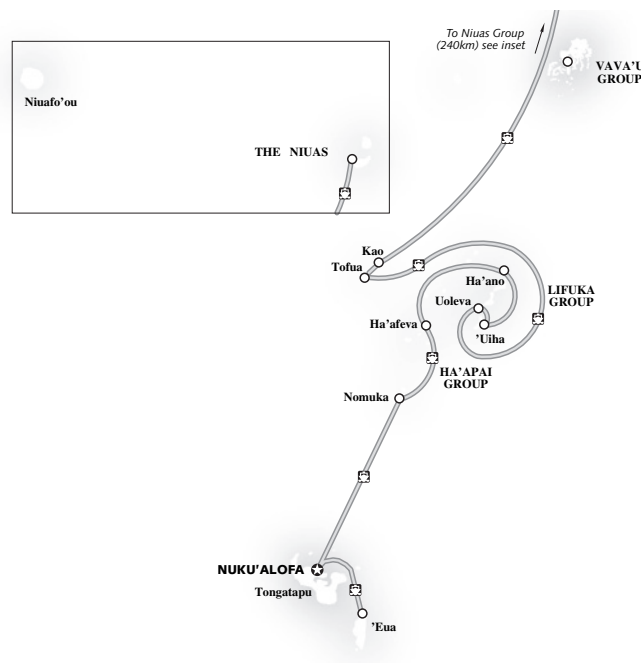 To Niuas Group
(240km) see inset
VAVA'U
GROUP
Niuafo'ou
THE NIUAS
Kao
Tofua
Ha'ano
LIFUKA
GROUP
Uoleva
Ha'afeva
'Uiha
HA'APAI
GROUP
Nomuka
NUKU'ALOFA
Tongatapu
'Eua